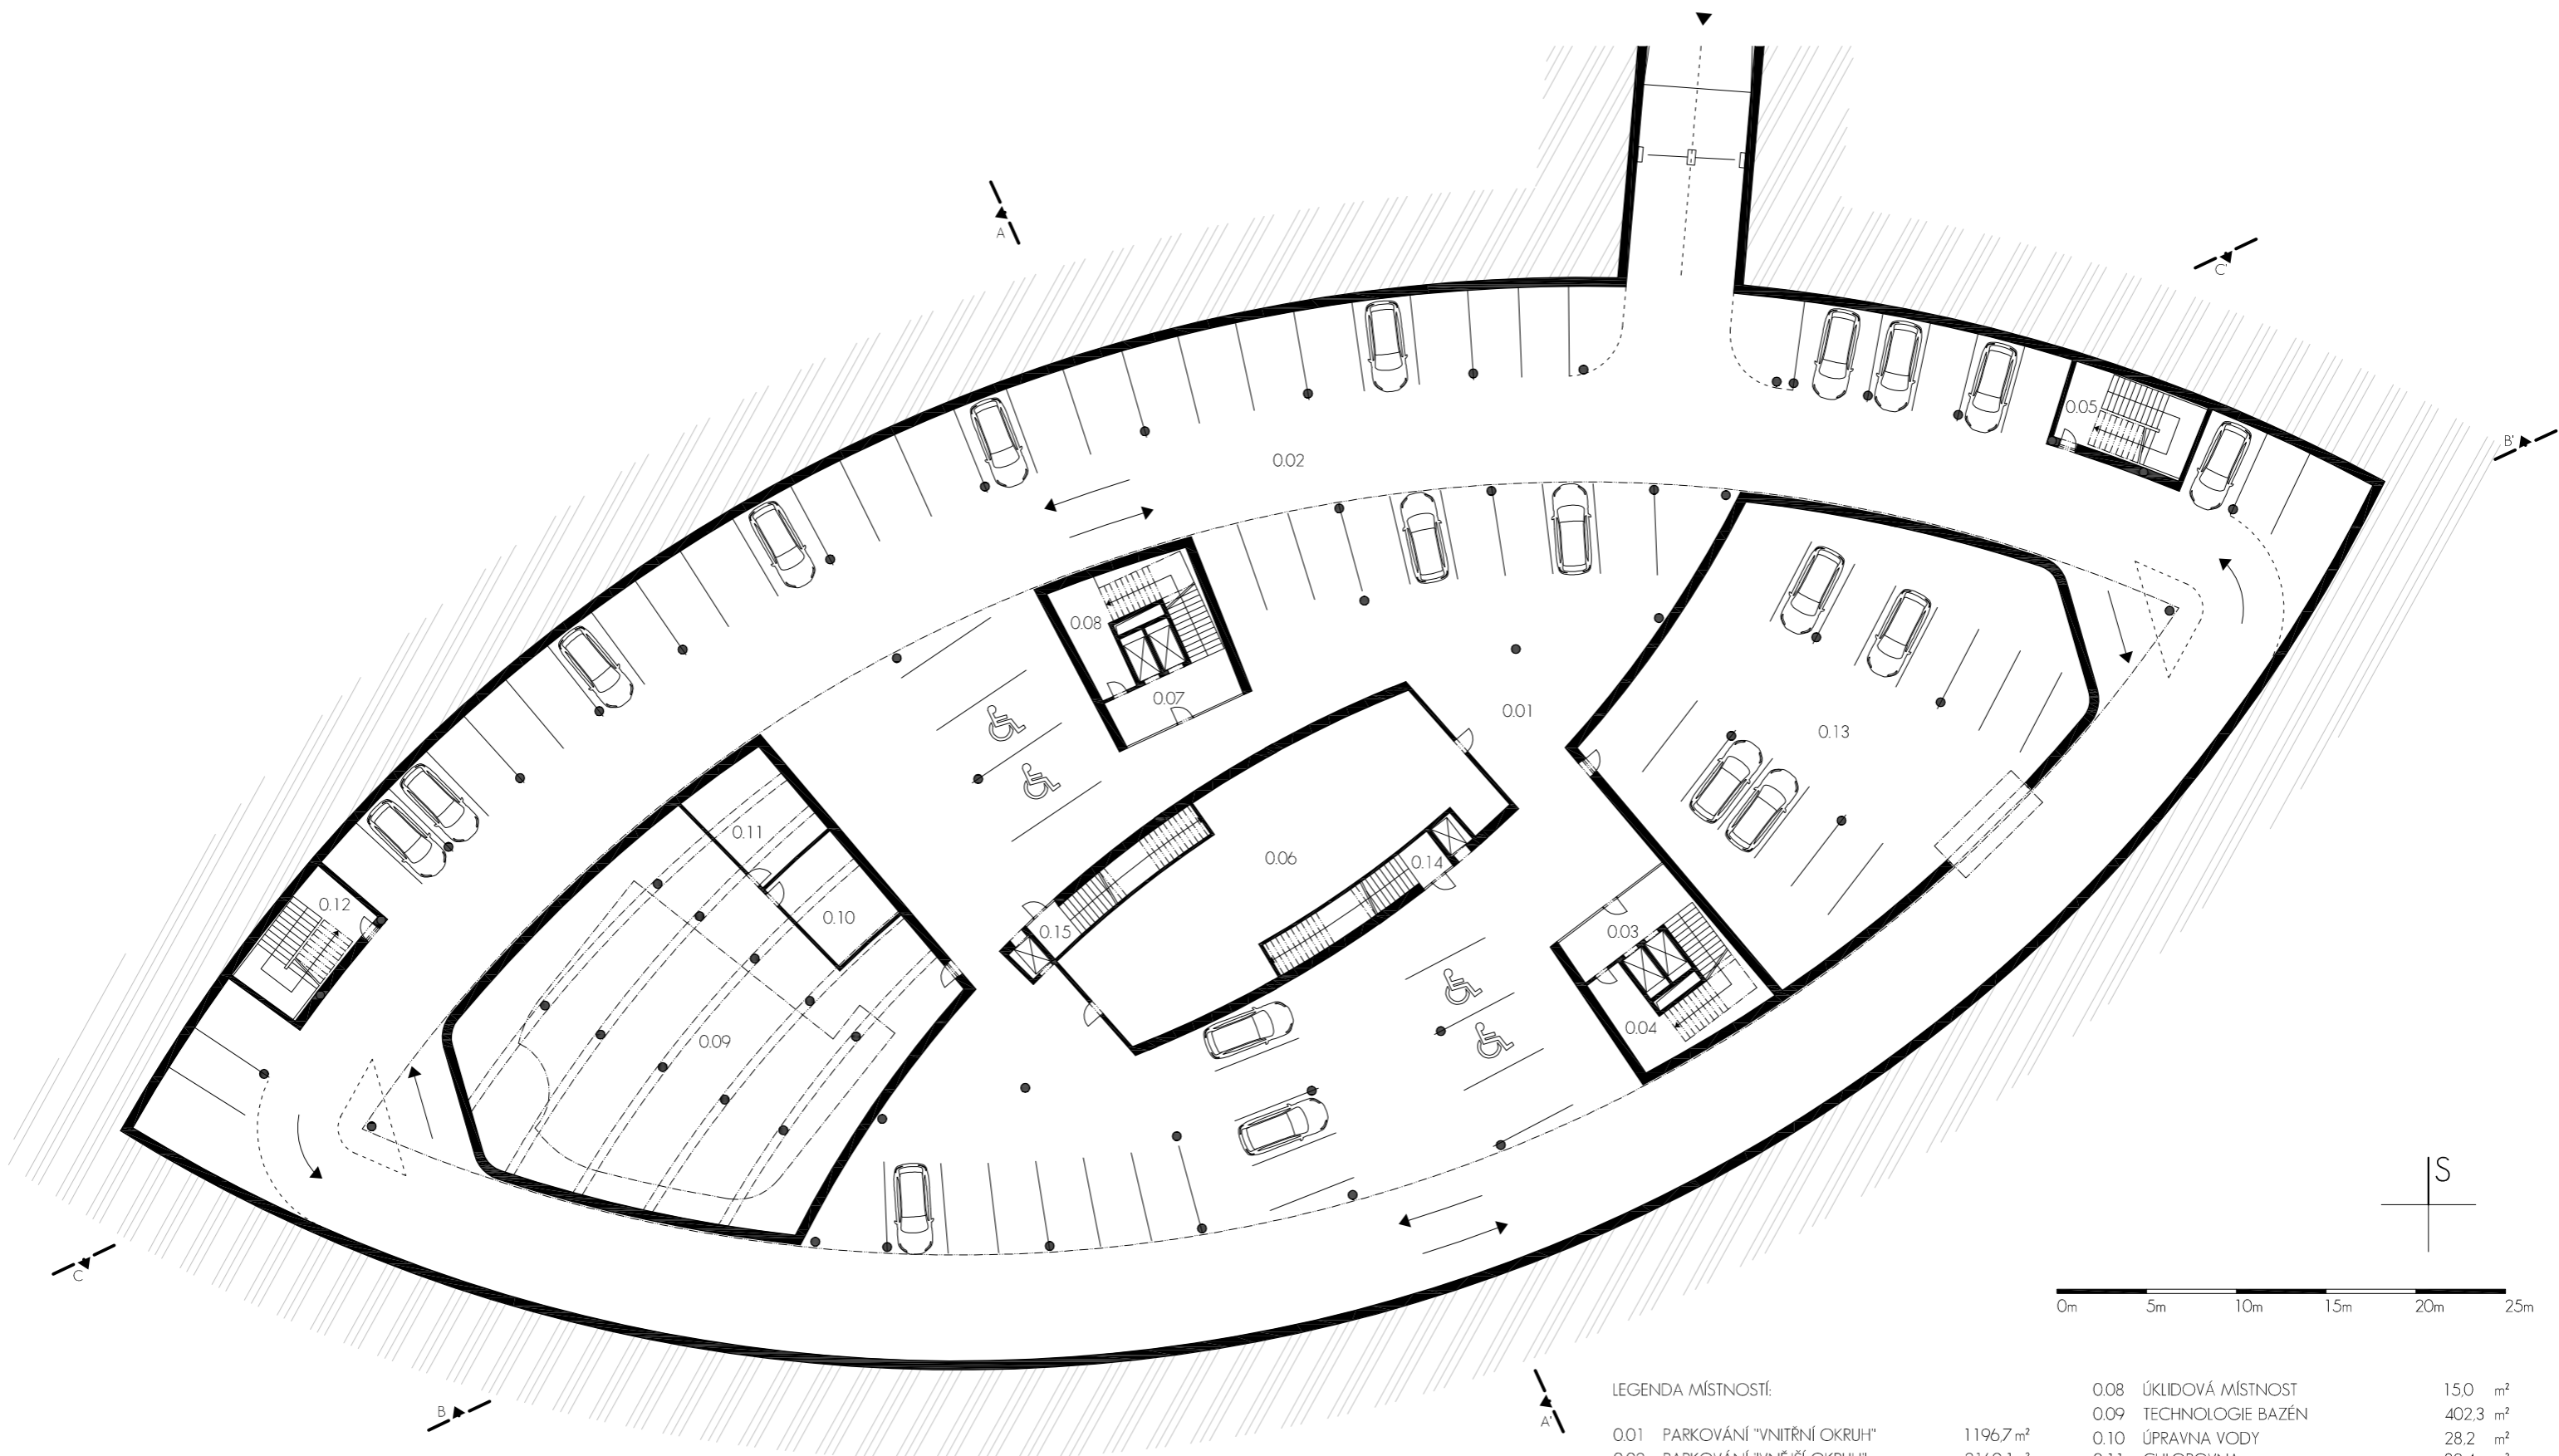 A
C'
B'
0.05
0.02
0.08
0.07
0.01
0.13
0.11
0.06
0.14
0.12
0.10
0.15
0.03
0.04
0.09
S
C
0m 5m 10m 15m 20m 25m
B
A'
LEGENDA MÍSTNOSTÍ:
0.01 PARKOVÁNÍ "VNITŘNÍ OKRUH" 1196,7 m²
0.08 ÚKLIDOVÁ MÍSTNOST 15,0 m²
0.09 TECHNOLOGIE BAZÉN 402,3 m²
0.10 ÚPRAVNA VODY 28,2 m²